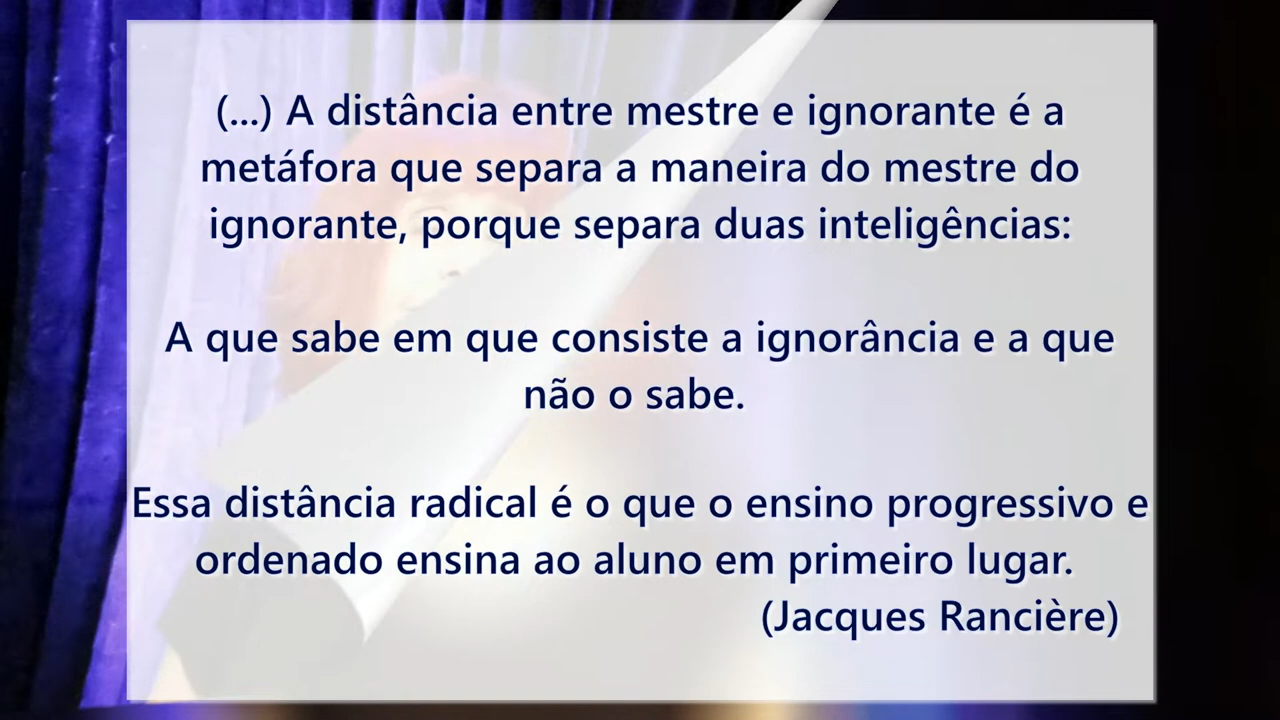 (...) A distância entre mestre e ignorante é a
metáfora que separa a maneira do mestre do
ignorante, porque separa duas inteligências:
A que sabe em que consiste a ignorância e a que
não o sabe.
Essa distância radical é o que o ensino progressivo e
ordenado ensina ao aluno em primeiro lugar.
(Jacques Rancière)